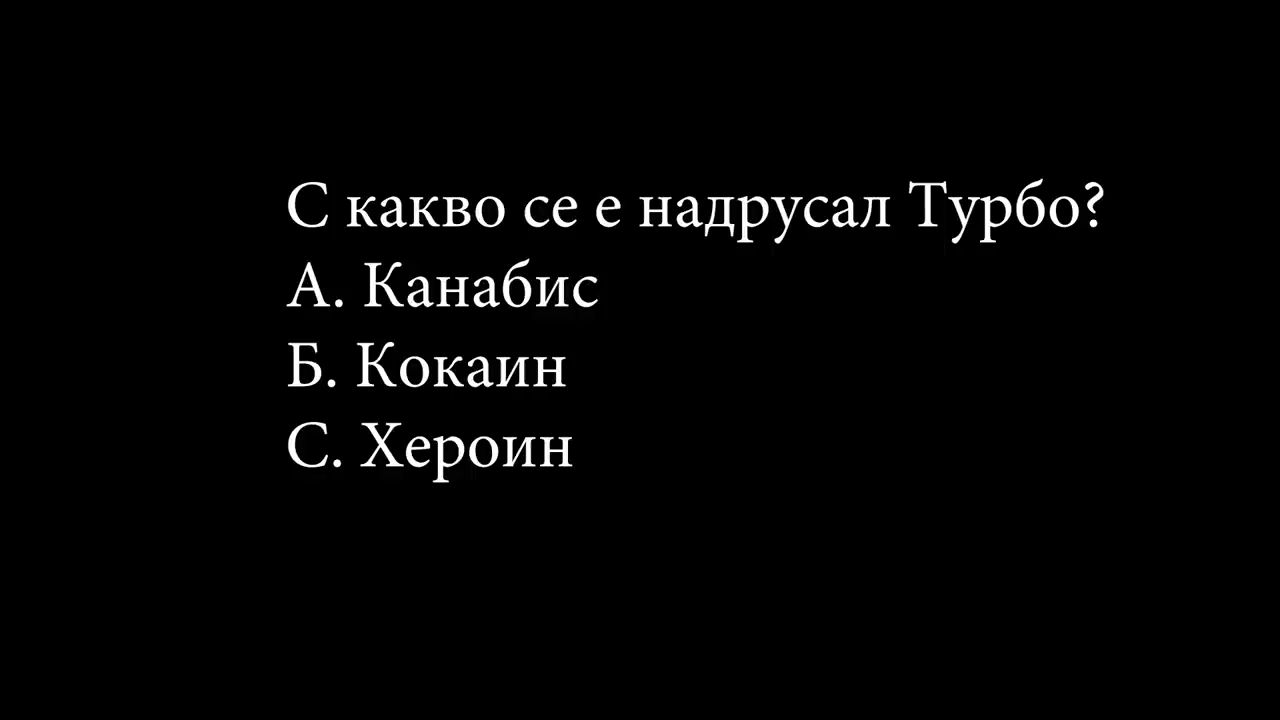 С какво се е надрусал Турбо?
А. Канабис
Б. Кокаин
С. Хероин